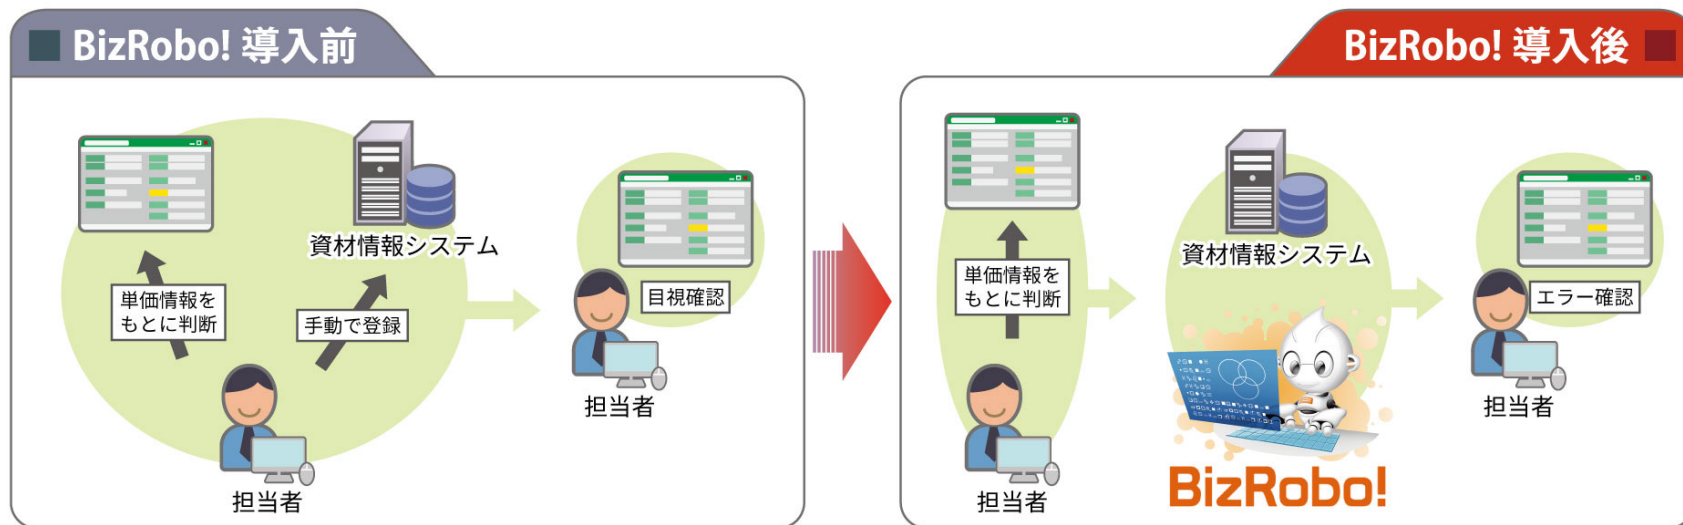 BizRobo! 導入前
資材情報システム
単価情報を
もとに判断
手動で登録
担当者
目視確認
担当者
BizRobo! 導入後
単価情報を
もとに判断
担当者
資材情報システム
BizRobo!
エラー確認
担当者